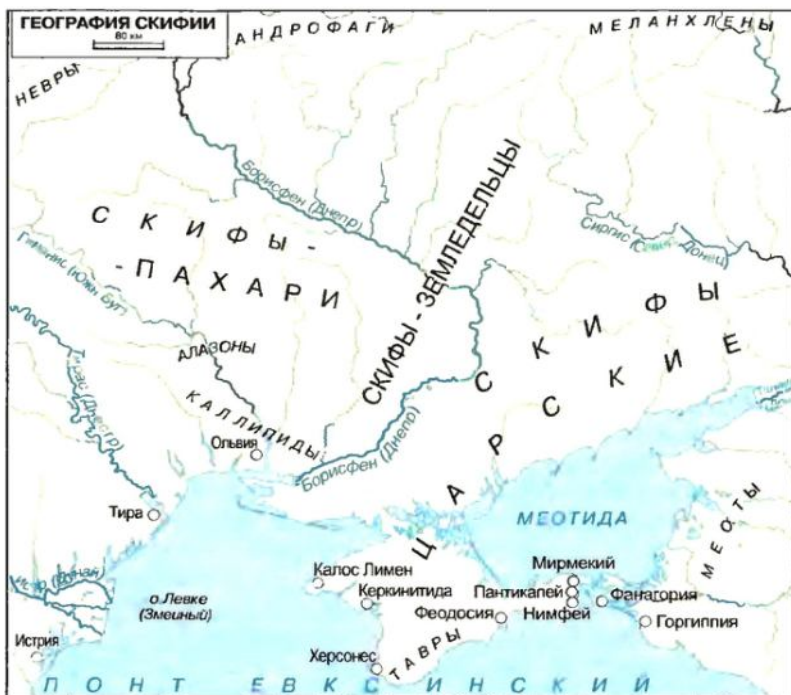 ГЕОГРАФИЯ СКИФИИ
80 км
АНДРОФАГИ
МЕЛАНХЛЕНЫ
НЕВРЫ
Борисфен (Днепр)
СКИФЫ-
-ПАХАРИ
СКИФЫ - ЗЕМЛЕДЕЛЬЦЫ
СКИФЫ
ЦАРСКИЕ
АЛАЗОНЫ
КАЛЛИПИДЫ
Ольвия
Борисфен (Днепр)
(Днестр)
Тира
МЕОТИДА
МЕОТЫ
Калос Лимен
Керкинитида
Мирмекий
Пантикапей
Нимфей
Фанагория
Феодосия
Горгиппия
о.Левке
(Змеиный)
Истрия
Херсонес
ТАВРЫ
ПОНТ ЕВКСИНСКИЙ